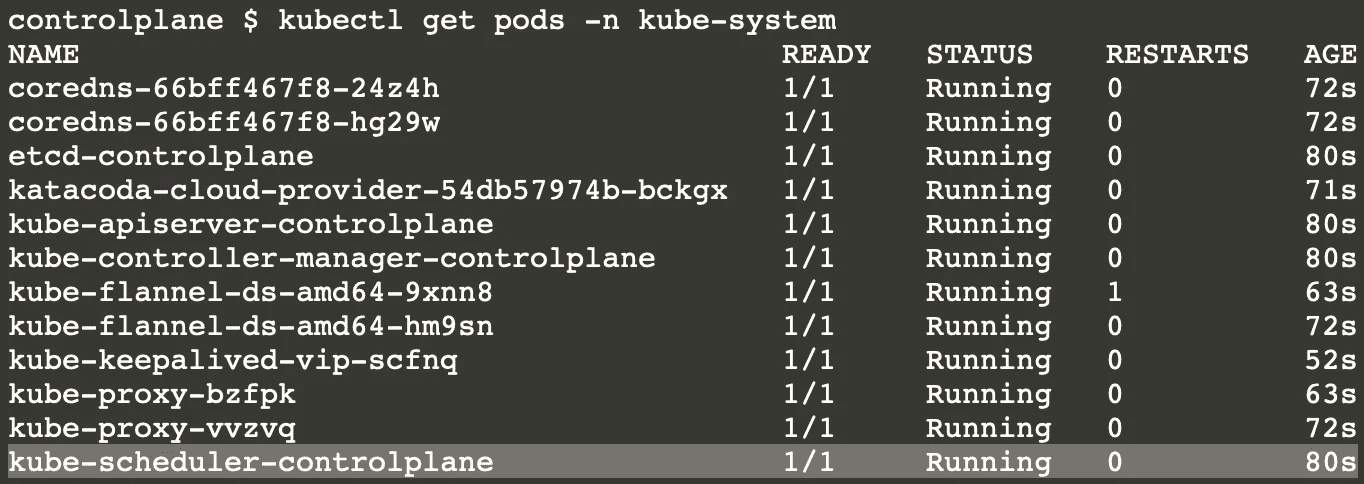 controlplane $ kubectl get pods -n kube-system
NAME READY STATUS RESTARTS AGE
coredns-66bff467f8-24z4h 1/1 Running 0 72s
coredns-66bff467f8-hg29w 1/1 Running 0 72s
etcd-controlplane 1/1 Running 0 80s
katacoda-cloud-provider-54db57974b-bckgx 1/1 Running 0 71s
kube-apiserver-controlplane 1/1 Running 0 80s
kube-controller-manager-controlplane 1/1 Running 0 80s
kube-flannel-ds-amd64-9xnn8 1/1 Running 1 63s
kube-flannel-ds-amd64-hm9sn 1/1 Running 0 72s
kube-keepalived-vip-scfnq 1/1 Running 0 52s
kube-proxy-bzfpk 1/1 Running 0 63s
kube-proxy-vvzvq 1/1 Running 0 72s
kube-scheduler-controlplane 1/1 Running 0 80s